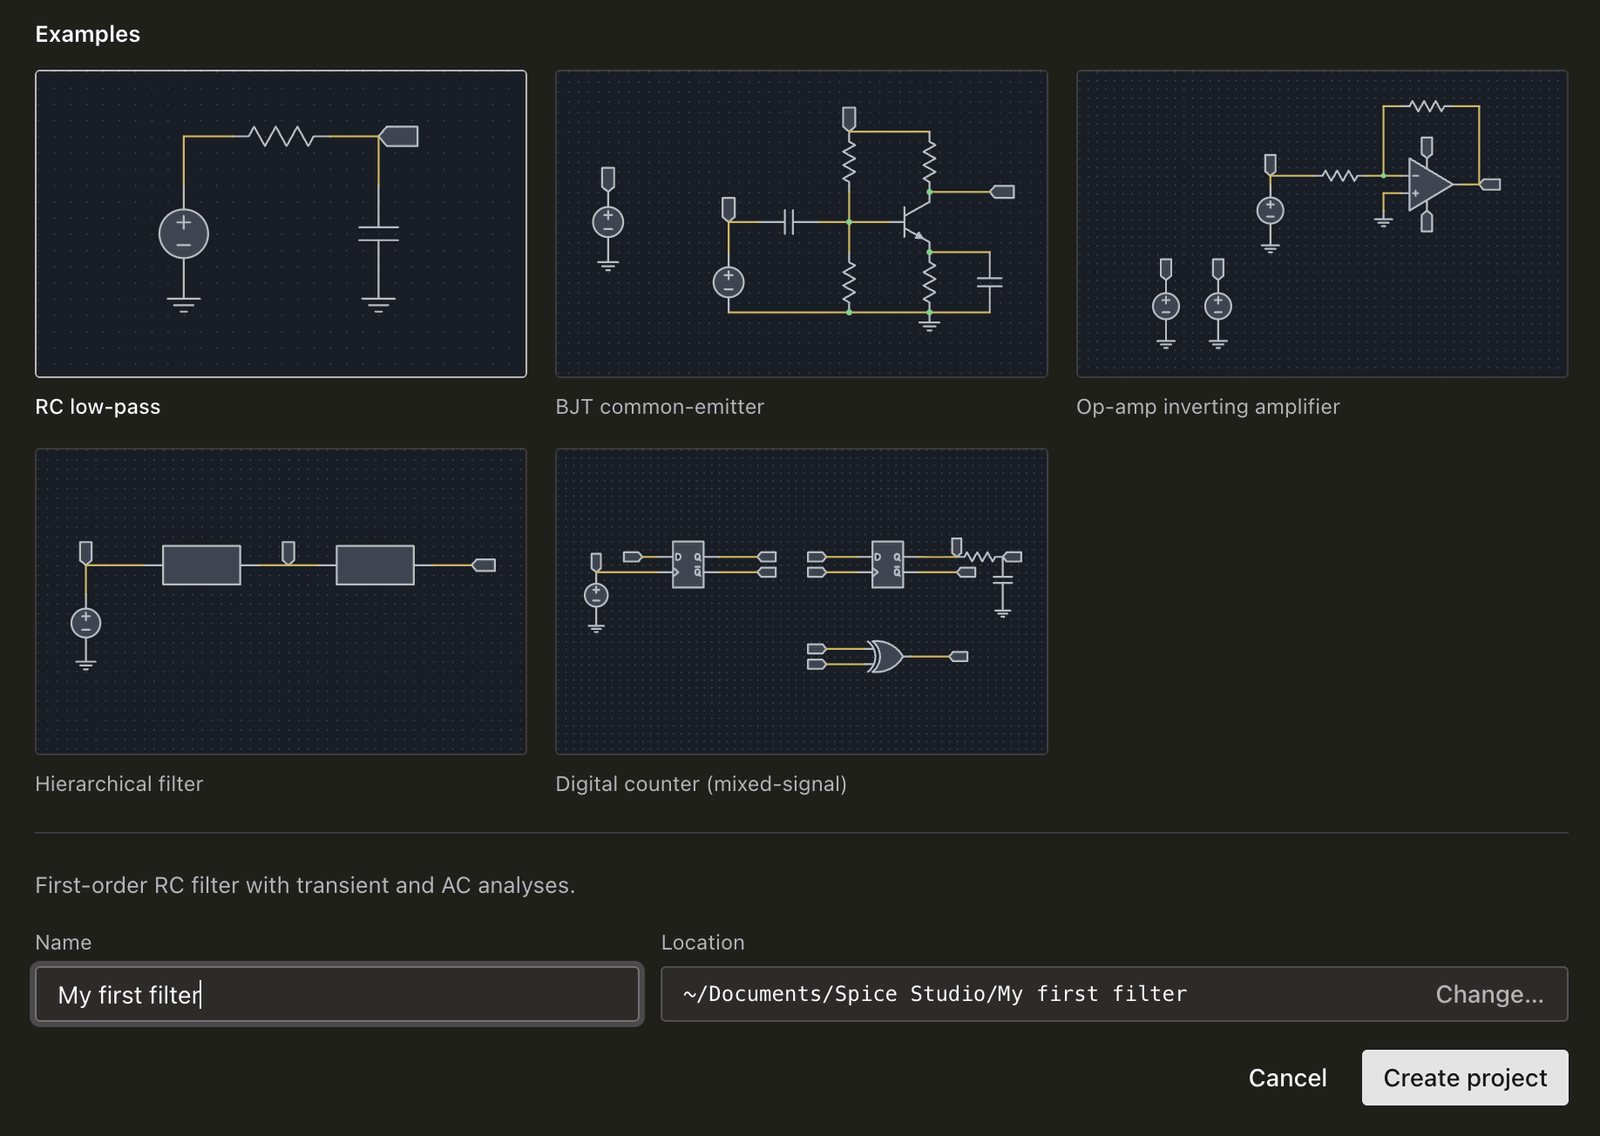 Examples
RC low-pass
BJT common-emitter
Op-amp inverting amplifier
D Q
Q
D Q
Q
Hierarchical filter
Digital counter (mixed-signal)
First-order RC filter with transient and AC analyses.
Name
Location
My first filter
~/Documents/Spice Studio/My first filter
Change...
Cancel
Create project